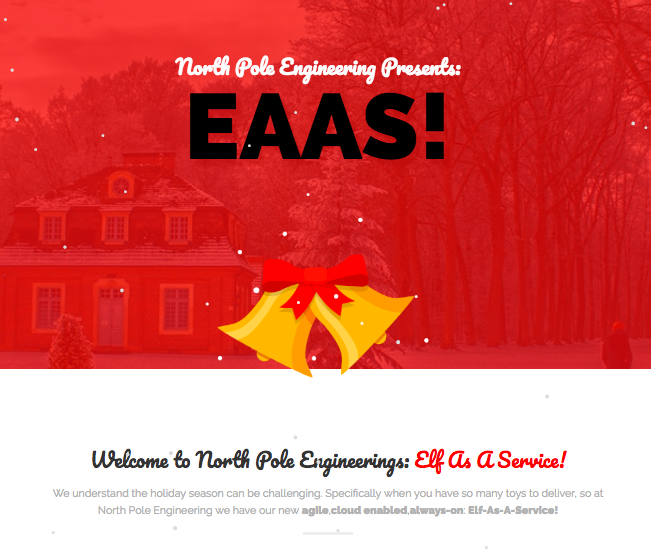 North Pole Engineering Presents:
EAAS!
Welcome to North Pole Engineerings: Elf As A Service!
We understand the holiday season can be challenging. Specifically when you have so many toys to deliver, so at
North Pole Engineering we have our new agile,cloud enabled,always-on: Elf-As-A-Service!